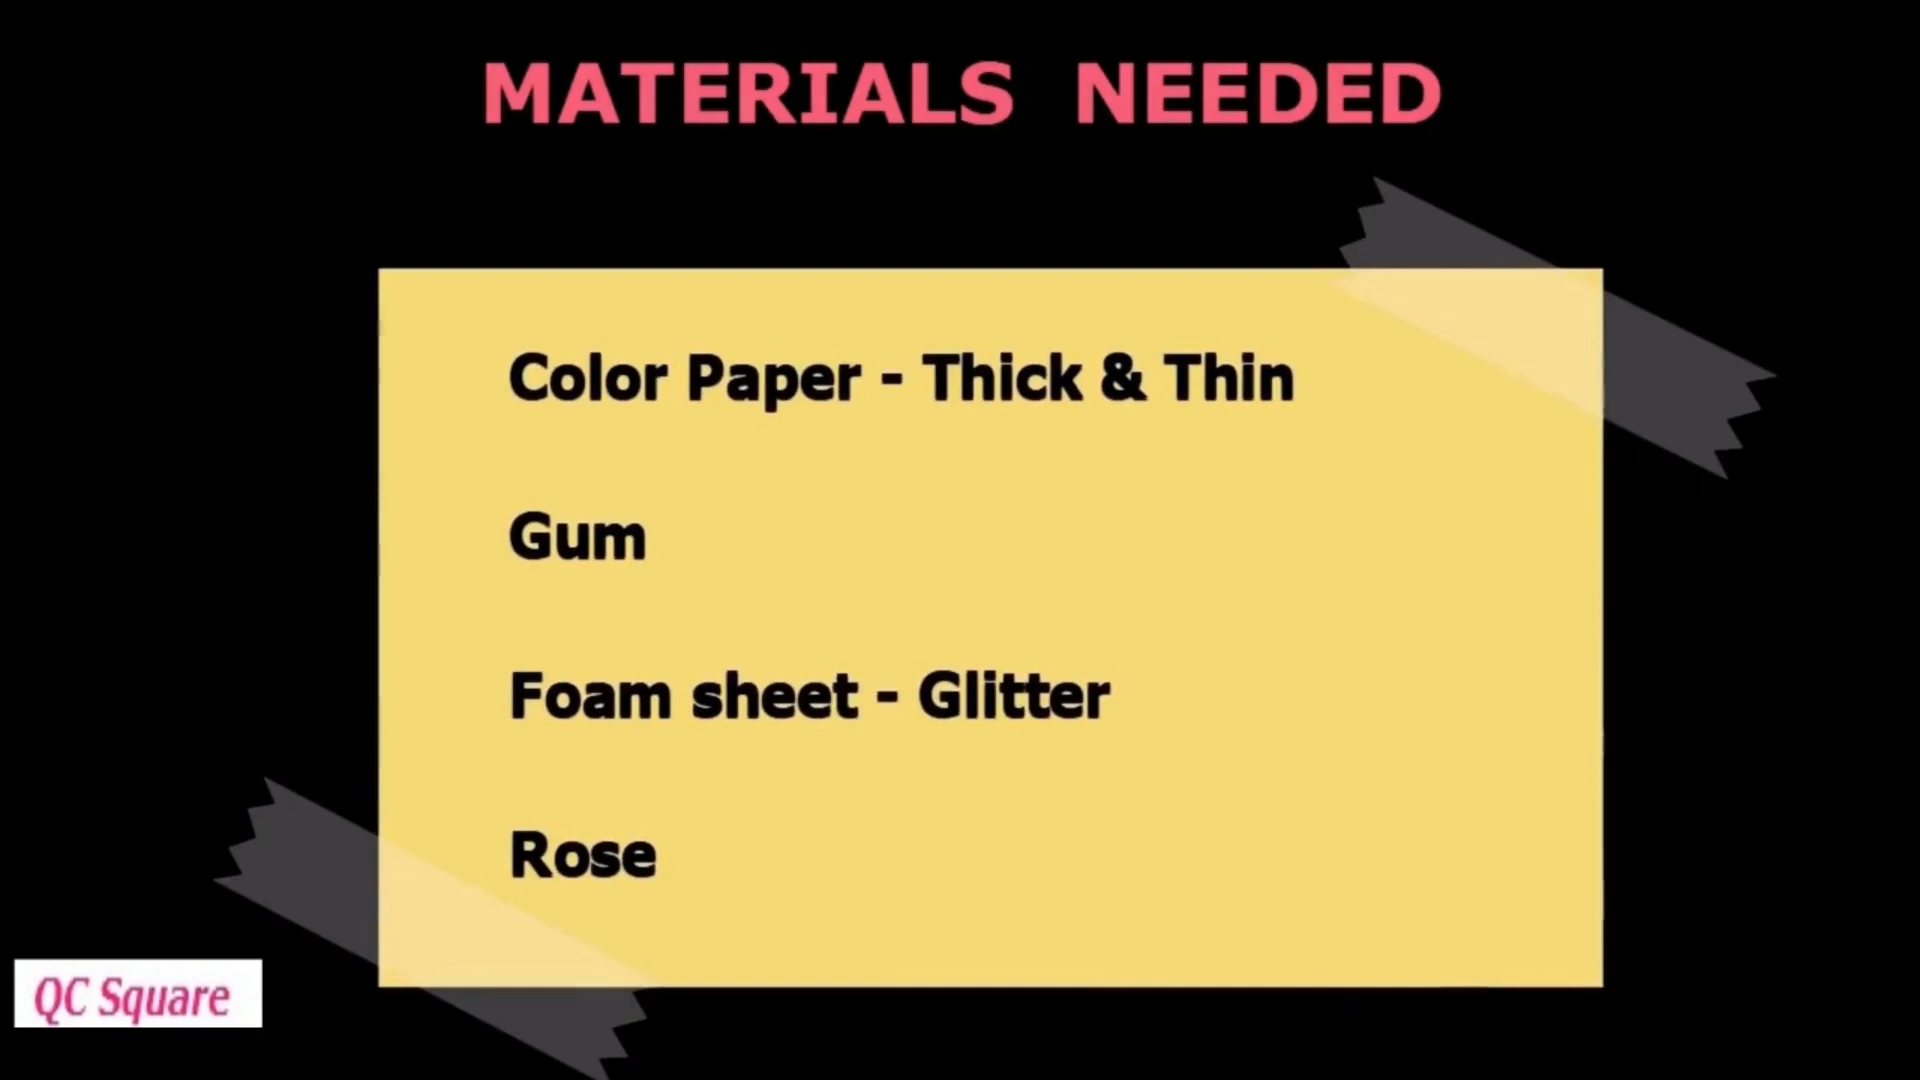 MATERIALS NEEDED
Color Paper - Thick & Thin
Gum
Foam sheet - Glitter
Rose
QC Square